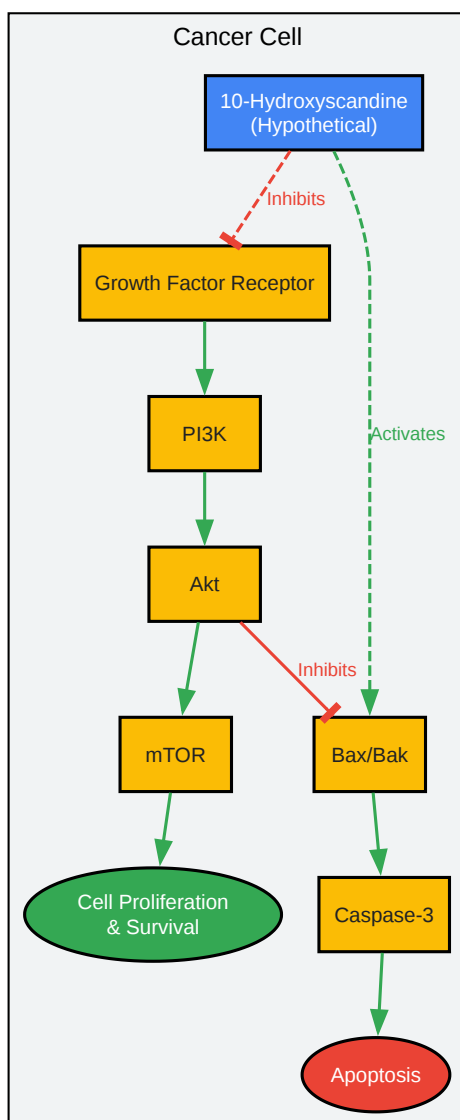 Cancer Cell
10-Hydroxyscandine
(Hypothetical)
Inhibits
Growth Factor Receptor
PI3K
Activates
Akt
Inhibits
mTOR
Bax/Bak
Cell Proliferation
& Survival
Caspase-3
Apoptosis